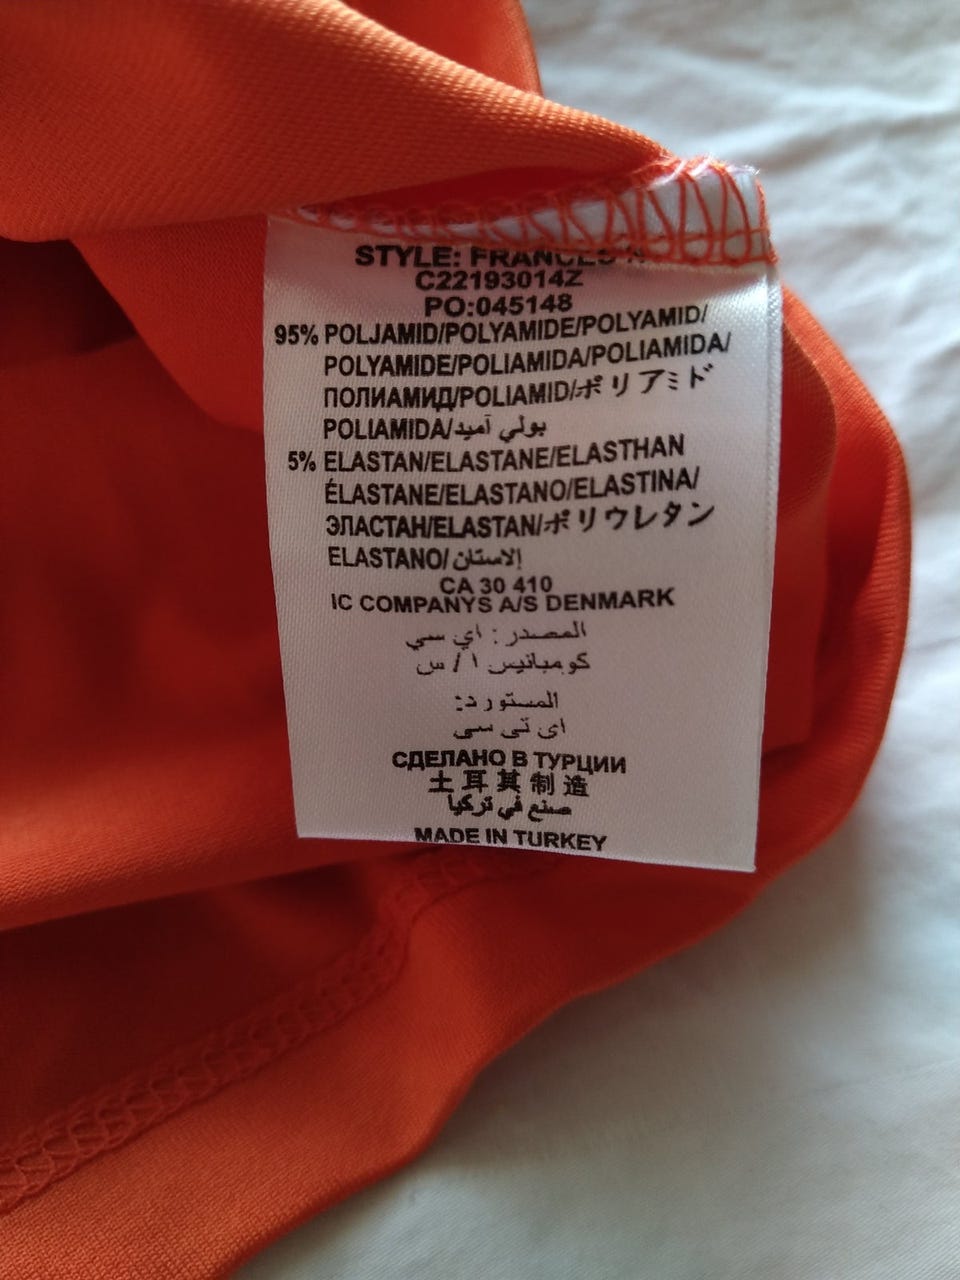 STYLE: FRANCES
C22193014Z
PO:045148
95% POLJAMID/POLYAMIDE/POLYAMID/
POLYAMIDE/POLIAMIDA/POLIAMIDA/
ПОЛИАМИД/POLIAMID/ポリアミド
POLIAMIDA/بولي آميد
5% ELASTAN/ELASTANE/ELASTHAN
ÉLASTANE/ELASTANO/ELASTINA/
ЭЛАСТАН/ELASTAN/ポリウレタン
ELASTANO/إلاستان
CA 30 410
IC COMPANYS A/S DENMARK
المصدر: اي سي
كومبانيس ا/ س
المستورد:
اي تي سي
СДЕЛАНО В ТУРЦИИ
土耳其制造
صنع في تركيا
MADE IN TURKEY